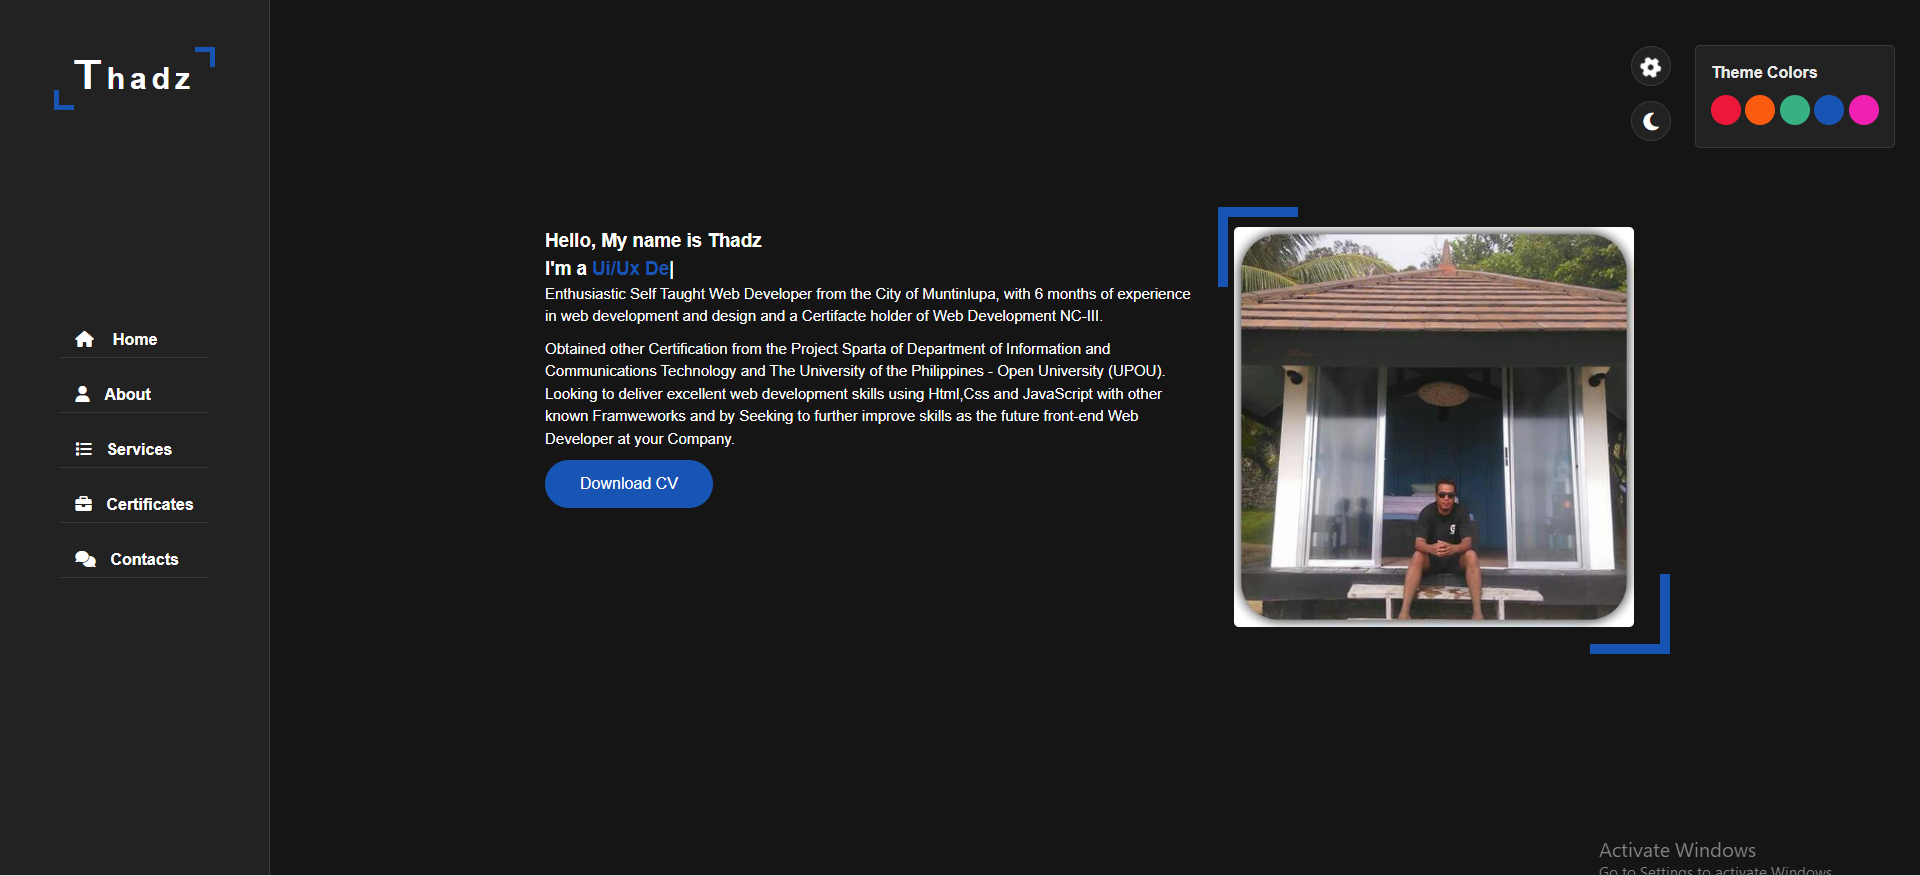 Thadz
Home
About
Services
Certificates
Contacts
Theme Colors
Hello, My name is Thadz
I'm a Ui/Ux De|
Enthusiastic Self Taught Web Developer from the City of Muntinlupa, with 6 months of experience
in web development and design and a Certifacte holder of Web Development NC-III.
Obtained other Certification from the Project Sparta of Department of Information and
Communications Technology and The University of the Philippines - Open University (UPOU).
Looking to deliver excellent web development skills using Html,Css and JavaScript with other
known Framweworks and by Seeking to further improve skills as the future front-end Web
Developer at your Company.
Download CV
Activate Windows
Go to Settings to activate Windows.